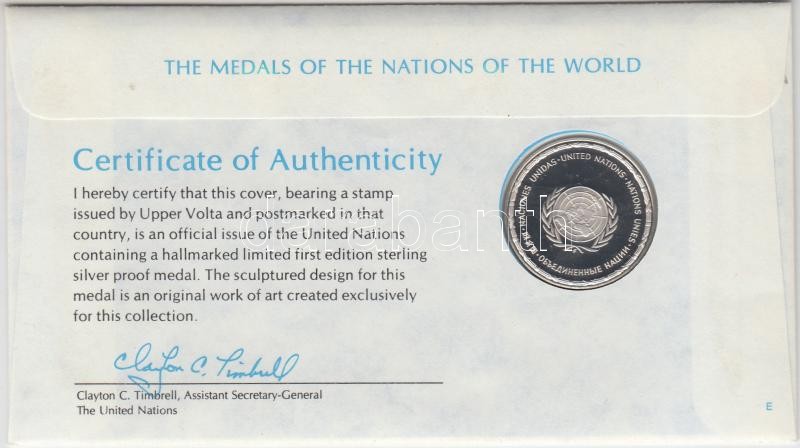 THE MEDALS OF THE NATIONS OF THE WORLD
Certificate of Authenticity
I hereby certify that this cover, bearing a stamp
issued by Upper Volta and postmarked in that
country, is an official issue of the United Nations
containing a hallmarked limited first edition sterling
silver proof medal. The sculptured design for this
medal is an original work of art created exclusively
for this collection.
NACIONES UNIDAS · UNITED NATIONS · NATIONS UNIES ·
ОБЪЕДИНЕННЫЕ НАЦИИ
darabanth
Clayton C. Timbrell
Clayton C. Timbrell, Assistant Secretary-General
The United Nations
E